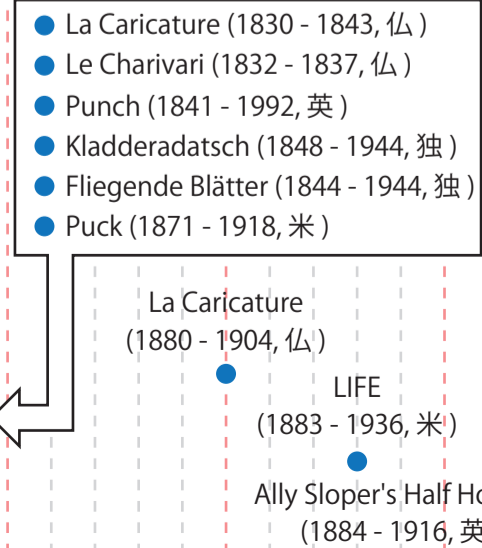 La Caricature (1830 - 1843, 仏)
Le Charivari (1832 - 1837, 仏)
Punch (1841 - 1992, 英)
Kladderadatsch (1848 - 1944, 独)
Fliegende Blätter (1844 - 1944, 独)
Puck (1871 - 1918, 米)
La Caricature
(1880 - 1904, 仏)
LIFE
(1883 - 1936, 米)
Ally Sloper's Half
(1884 - 1916, 英